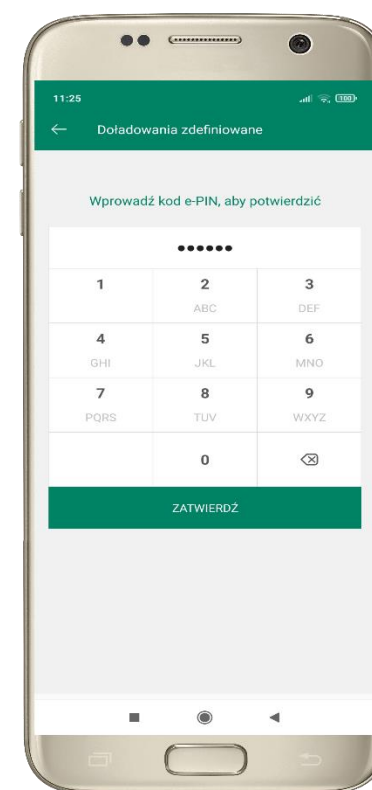 11:25
100
Doładowania zdefiniowane
Wprowadź kod e-PIN, aby potwierdzić
••••••
1 2 3
ABC DEF
4 5 6
GHI JKL MNO
7 8 9
PQRS TUV WXYZ
0
ZATWIERDŹ